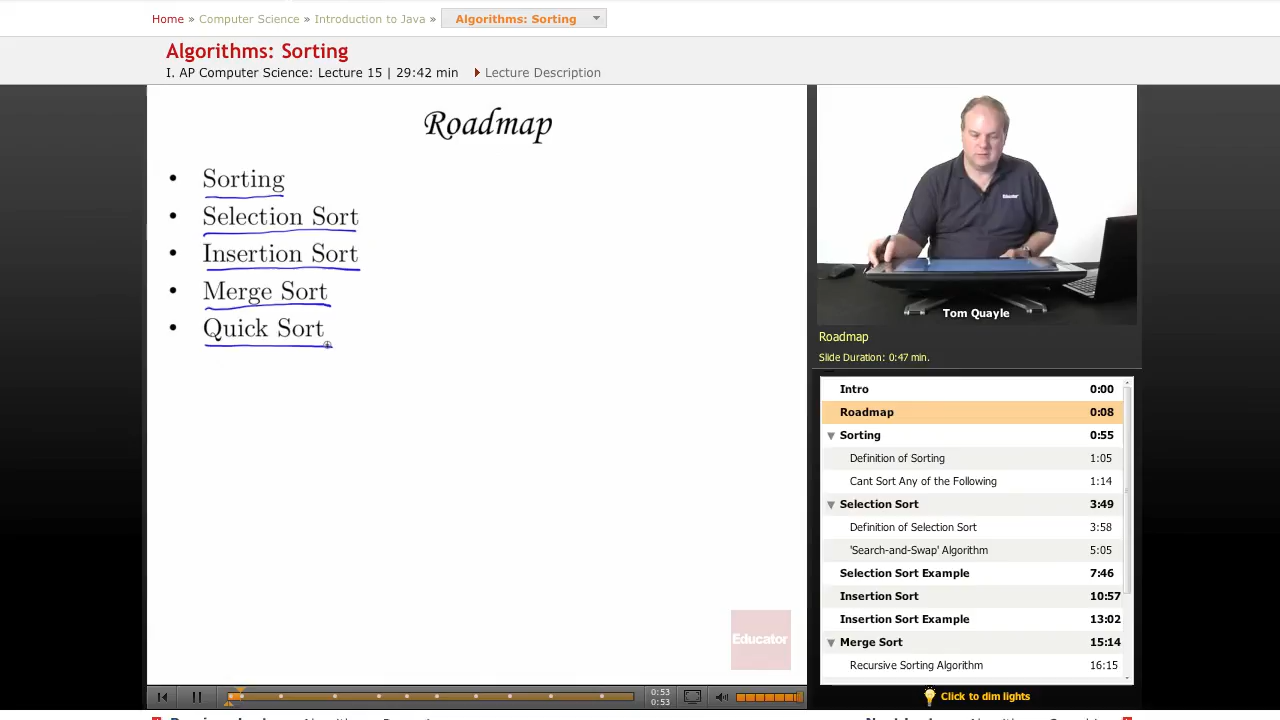 Home » Computer Science » Introduction to Java » Algorithms: Sorting
Algorithms: Sorting
I. AP Computer Science: Lecture 15 | 29:42 min Lecture Description
Roadmap
• Sorting
• Selection Sort
• Insertion Sort
• Merge Sort
• Quick Sort
Educator
0:53
0:53
Educator
Tom Quayle
Roadmap
Slide Duration: 0:47 min.
Intro 0:00
Roadmap 0:08
Sorting 0:55
Definition of Sorting 1:05
Cant Sort Any of the Following 1:14
Selection Sort 3:49
Definition of Selection Sort 3:58
'Search-and-Swap' Algorithm 5:05
Selection Sort Example 7:46
Insertion Sort 10:57
Insertion Sort Example 13:02
Merge Sort 15:14
Recursive Sorting Algorithm 16:15
Click to dim lights